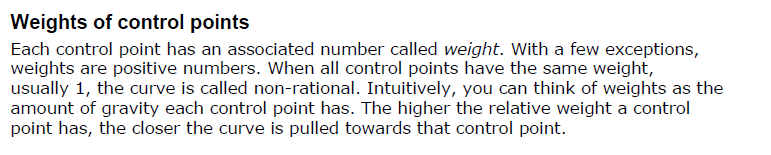 Weights of control points
Each control point has an associated number called weight. With a few exceptions,
weights are positive numbers. When all control points have the same weight,
usually 1, the curve is called non-rational. Intuitively, you can think of weights as the
amount of gravity each control point has. The higher the relative weight a control
point has, the closer the curve is pulled towards that control point.